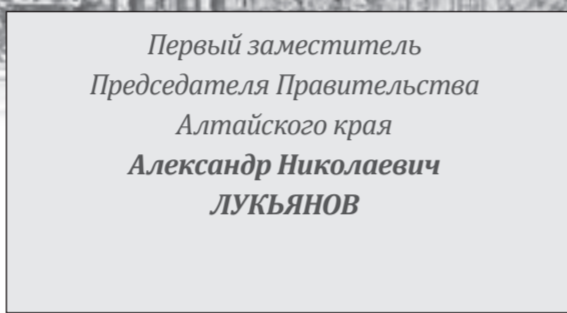 Первый заместитель
Председателя Правительства
Алтайского края
Александр Николаевич
ЛУКЬЯНОВ